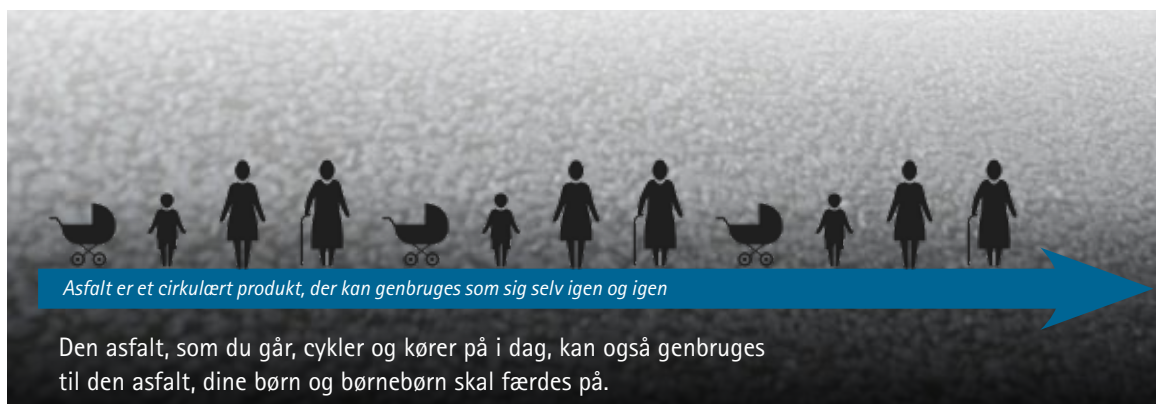 Asfalt er et cirkulært produkt, der kan genbruges som sig selv igen og igen
Den asfalt, som du går, cykler og kører på i dag, kan også genbruges
til den asfalt, dine børn og børnebørn skal færdes på.